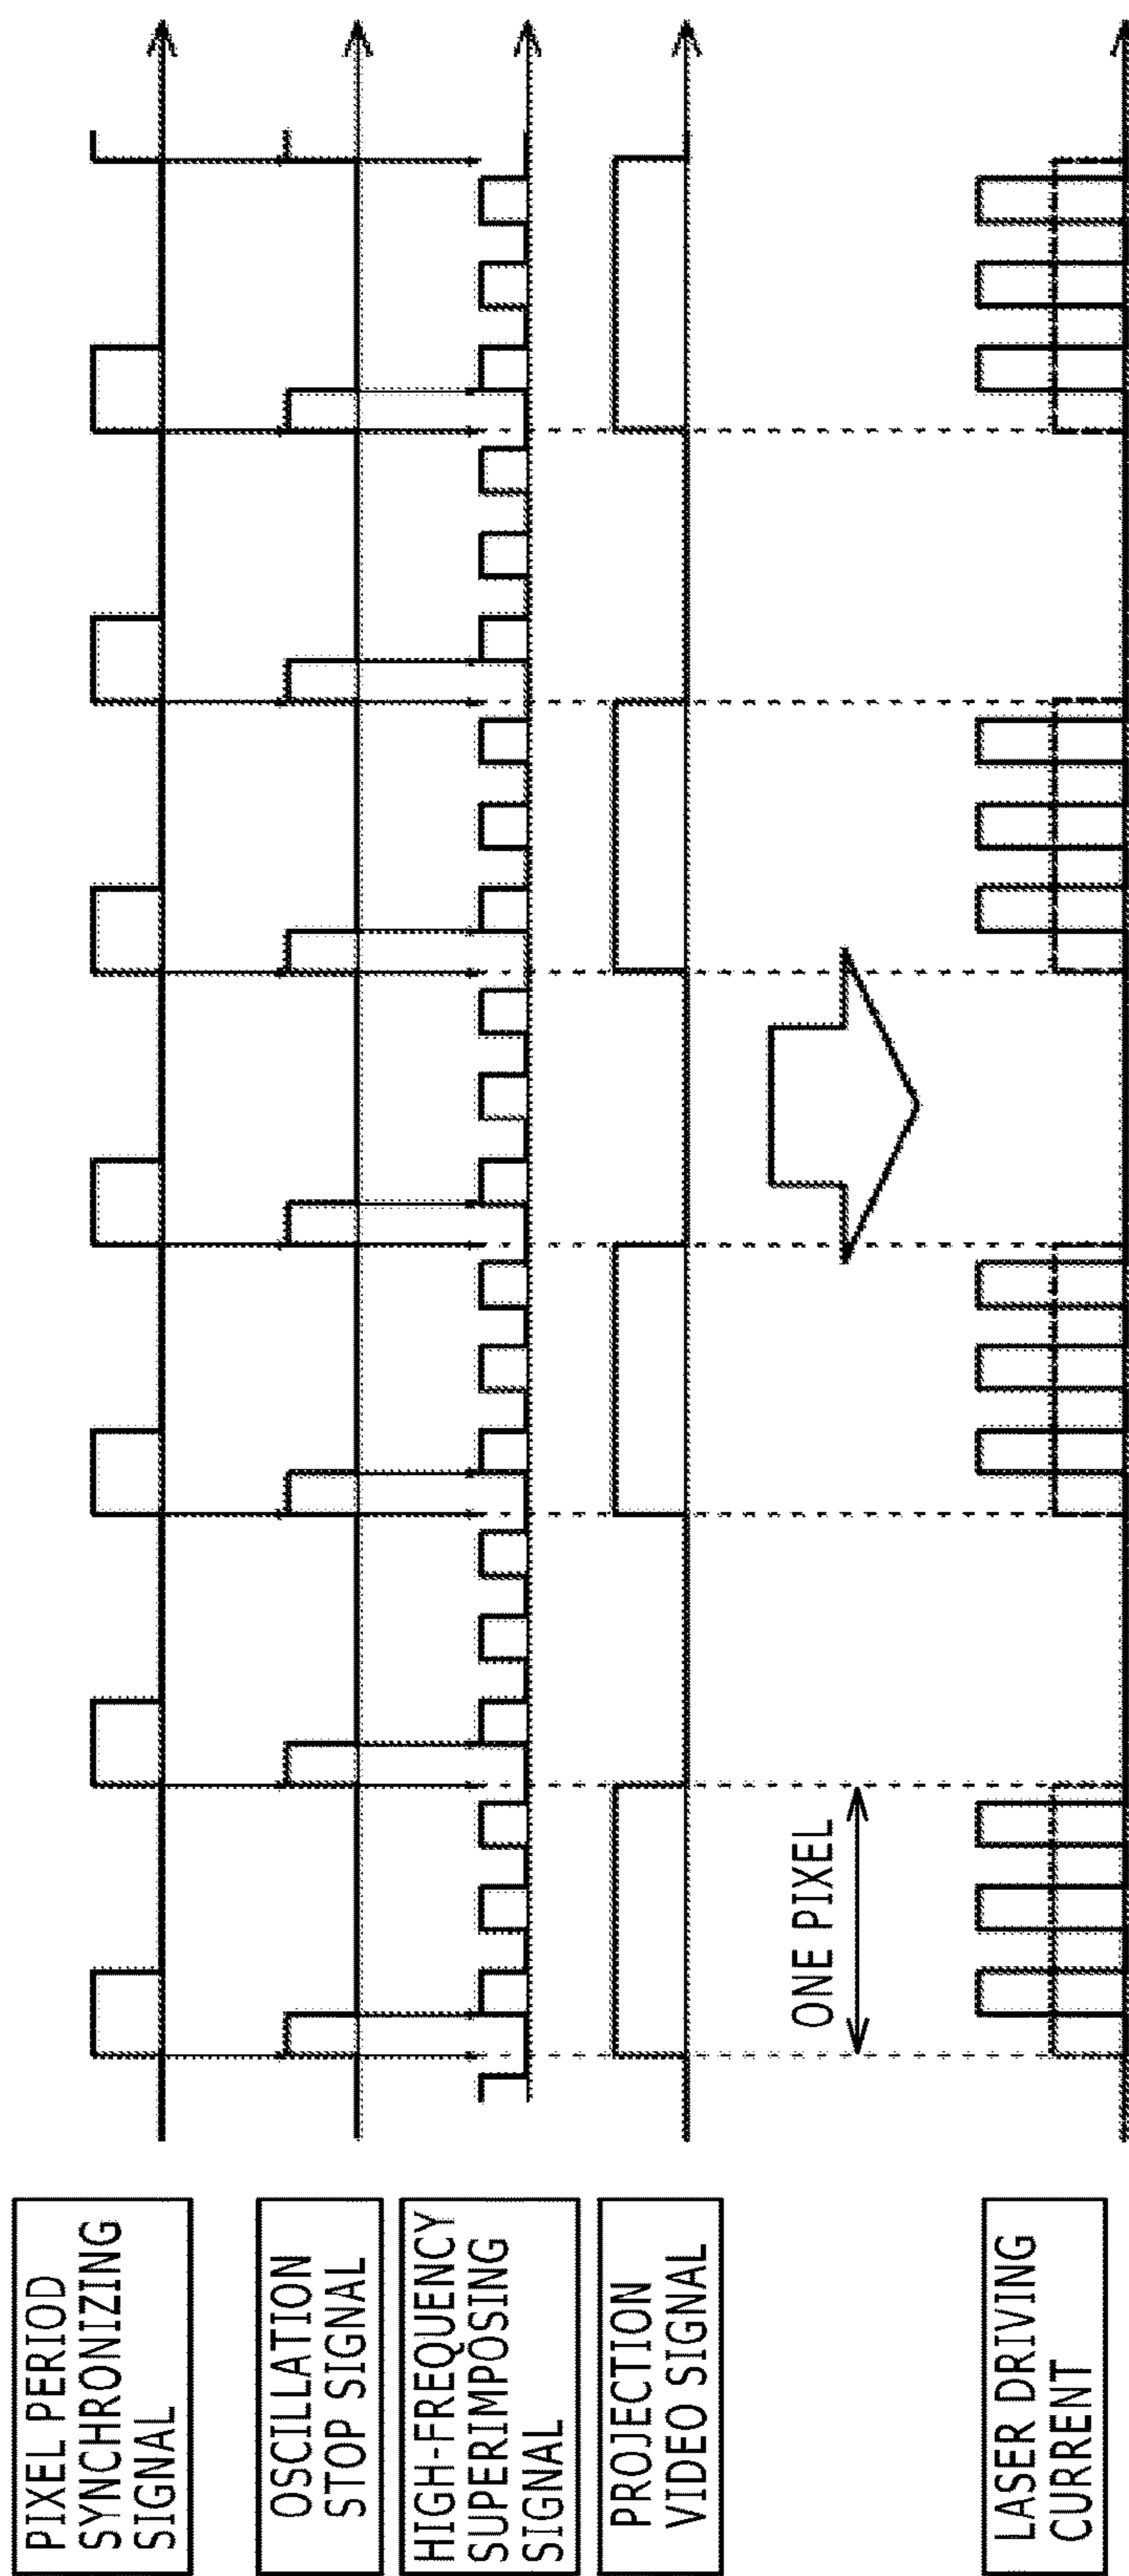 PIXEL PERIOD
SYNCHRONIZING
SIGNAL
OSCILLATION
STOP SIGNAL
HIGH-FREQUENCY
SUPERIMPOSING
SIGNAL
PROJECTION
VIDEO SIGNAL
ONE PIXEL
LASER DRIVING
CURRENT